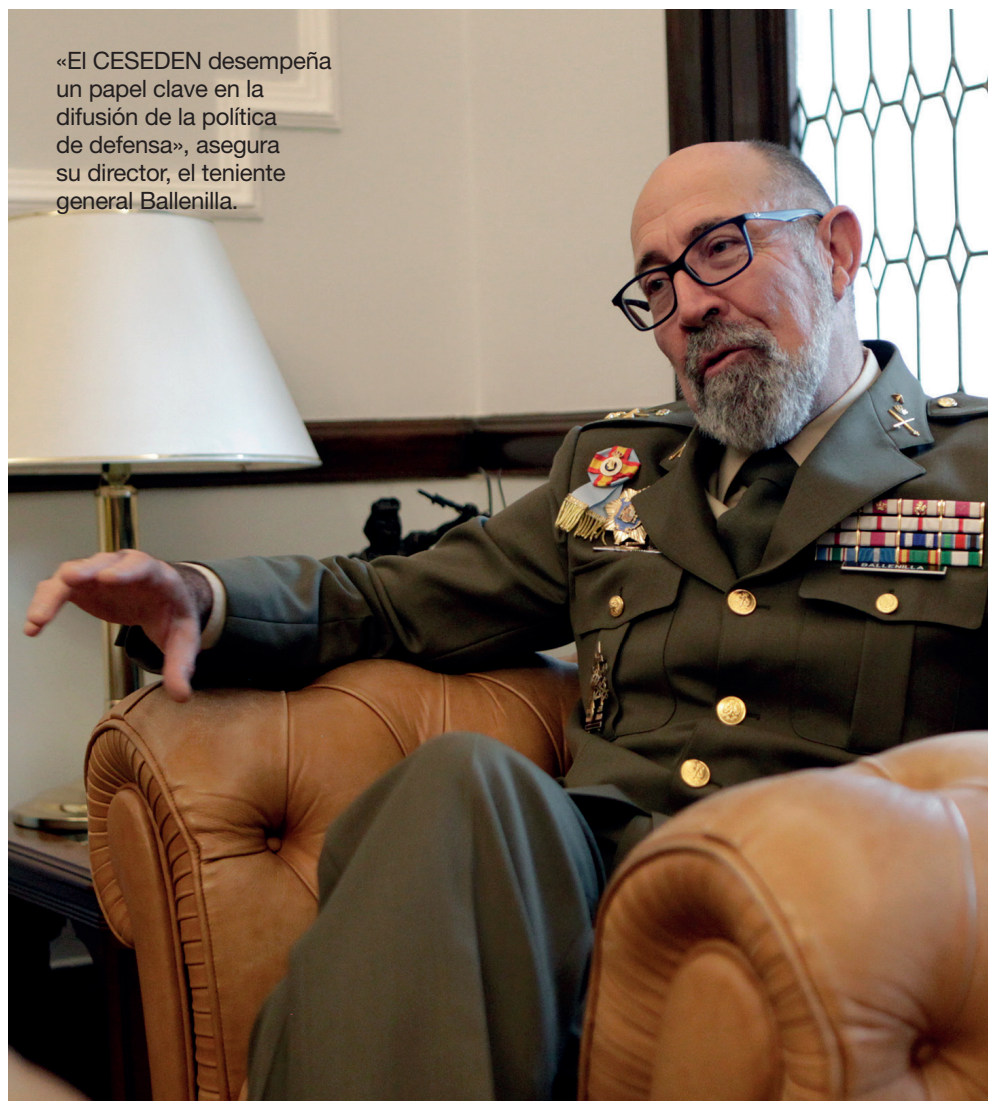 «El CESEDEN desempeña
un papel clave en la
difusión de la política
de defensa», asegura
su director, el teniente
general Ballenilla.
BALLENILLA